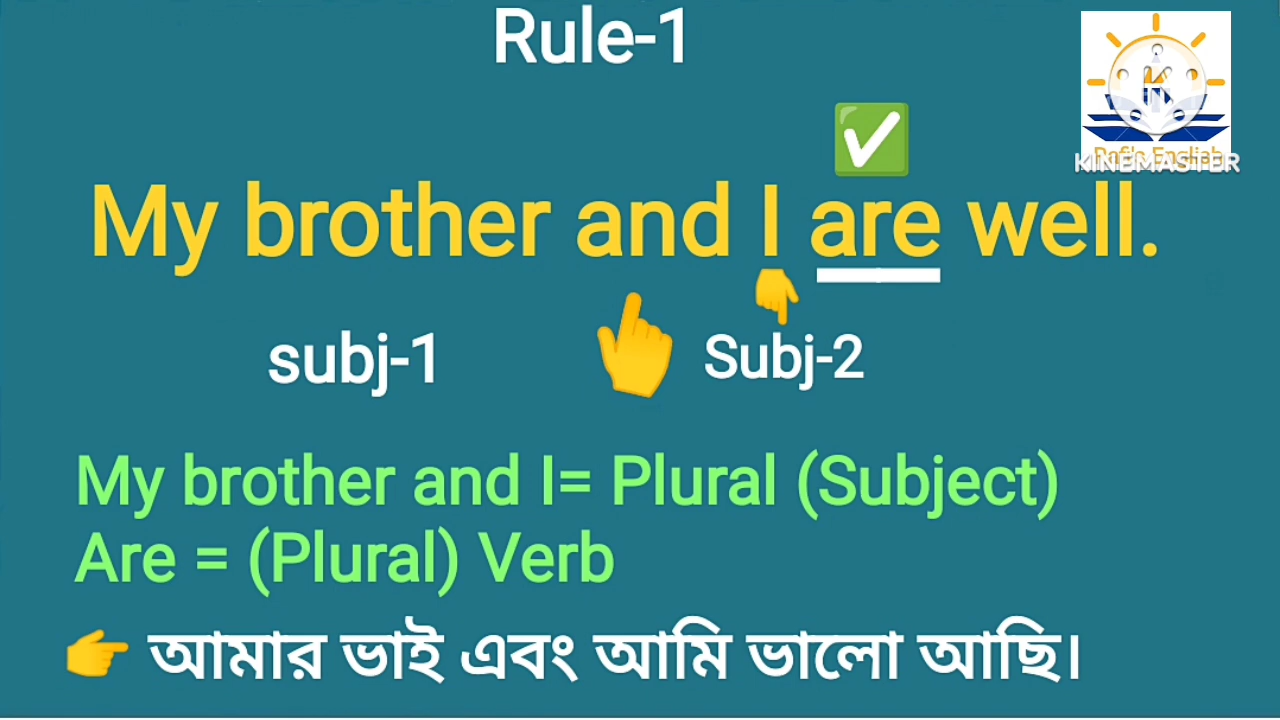 Rule-1
My brother and I are well.
subj-1 Subj-2
My brother and I= Plural (Subject)
Are = (Plural) Verb
আমার ভাই এবং আমি ভালো আছি।
KINEMASTER